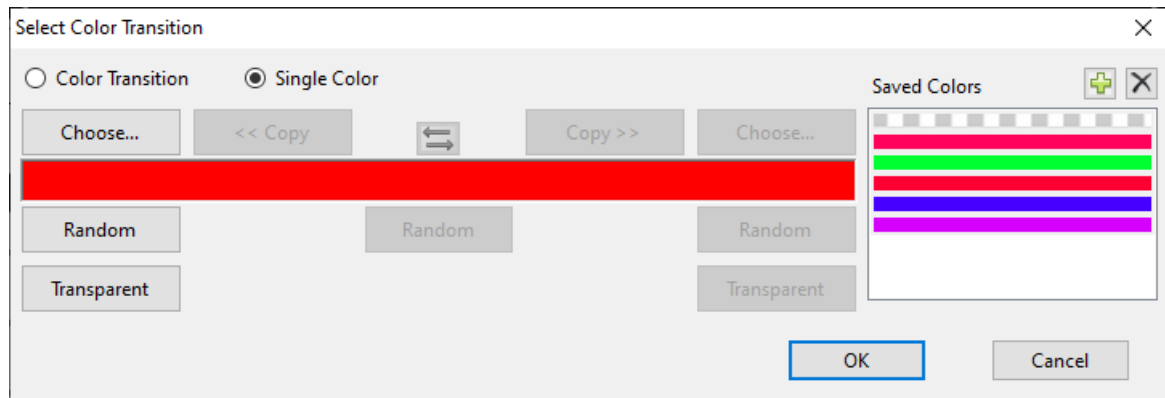 Select Color Transition
Color Transition Single Color
Saved Colors
Choose... << Copy Copy >> Choose...
Random Random Random
Transparent Transparent
OK Cancel